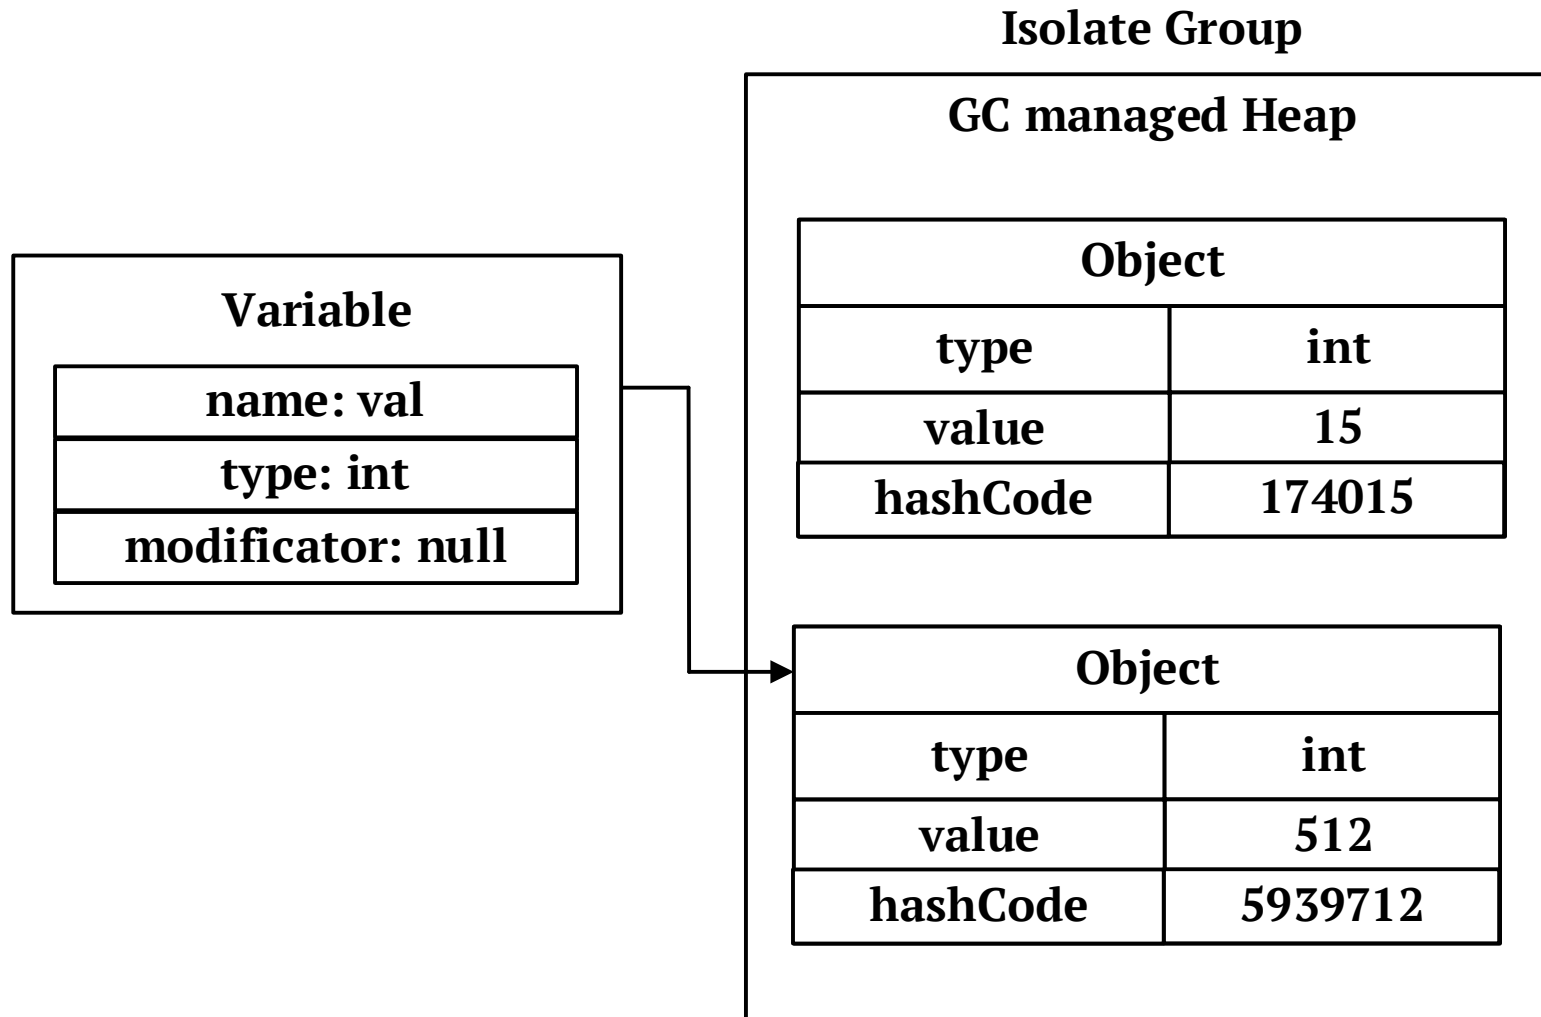 Isolate Group
GC managed Heap
Variable
name: val
type: int
modificator: null
Object
type int
value 15
hashCode 174015
Object
type int
value 512
hashCode 5939712